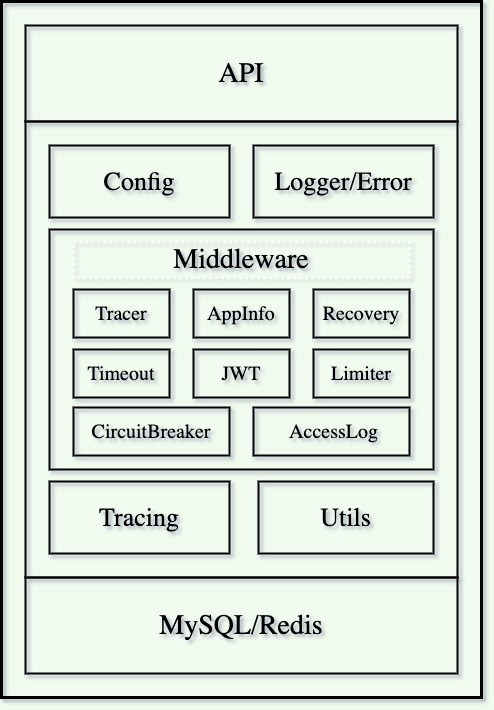 API
Config
Logger/Error
Middleware
Tracer
AppInfo
Recovery
Timeout
JWT
Limiter
CircuitBreaker
AccessLog
Tracing
Utils
MySQL/Redis